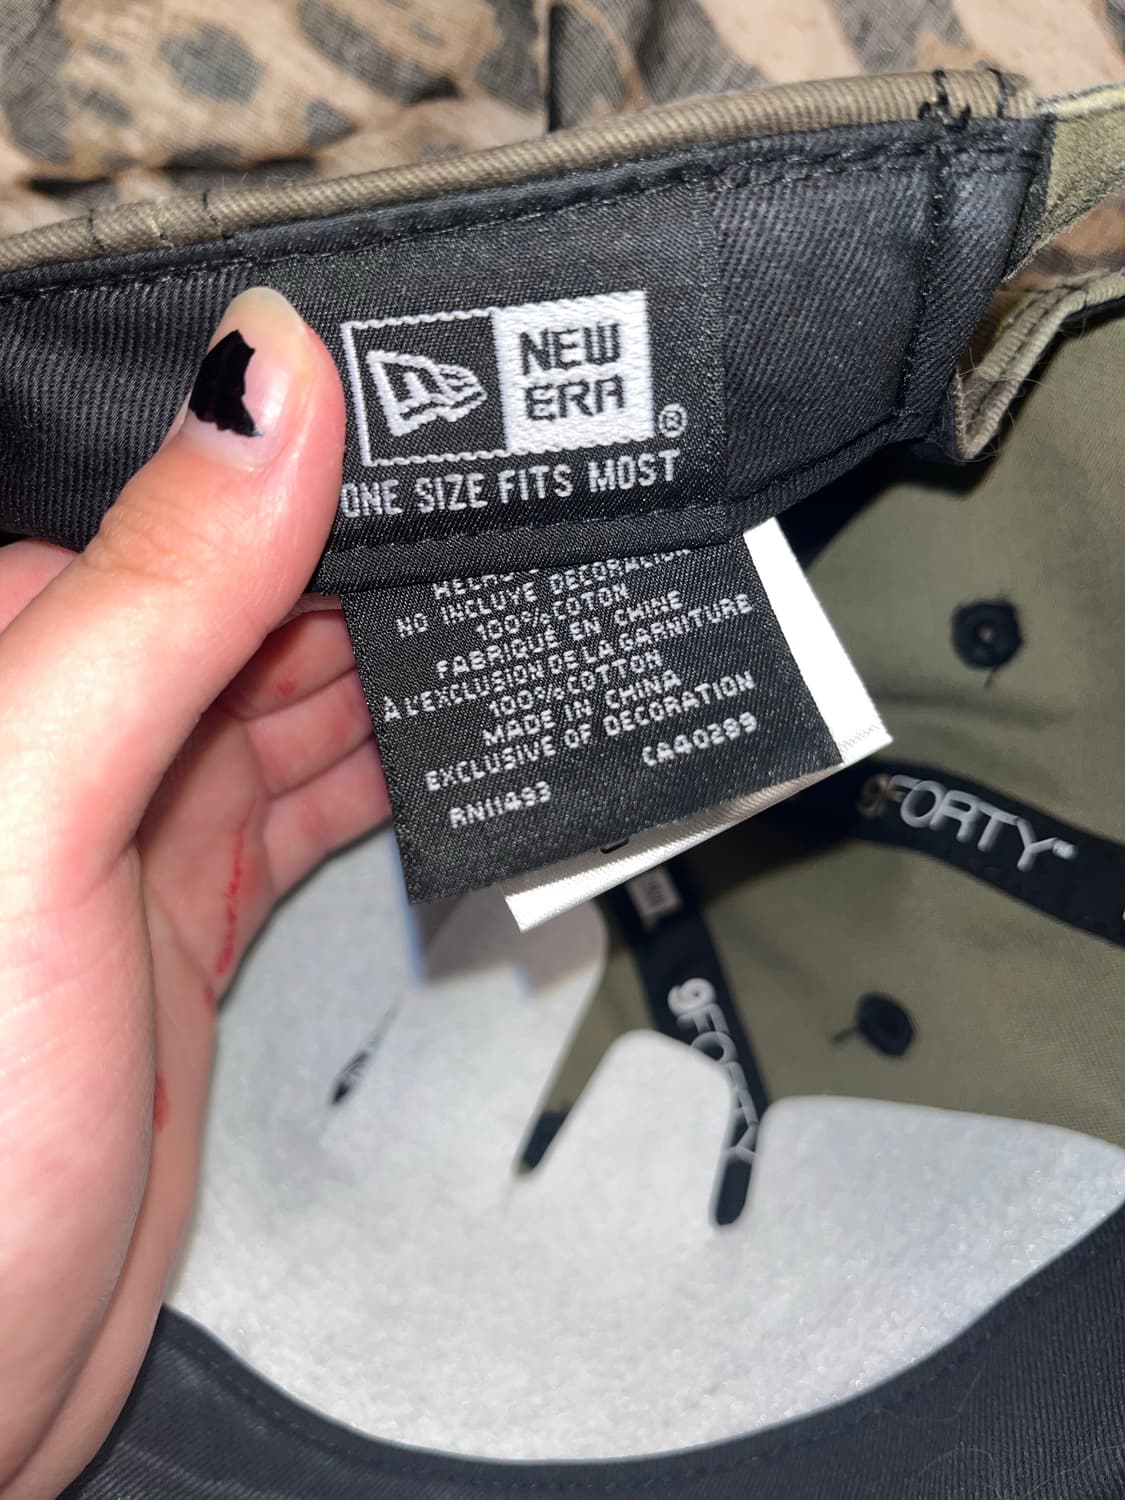 NEW
ERA
®
ONE SIZE FITS MOST
NO INCLUYE DECORACION
100% COTON
FABRIQUÉ EN CHINE
À L'EXCLUSION DE LA GARNITURE
100% COTTON
MADE IN CHINA
EXCLUSIVE OF DECORATION
RN11493 CA40299
9FORTY™
9FORTY